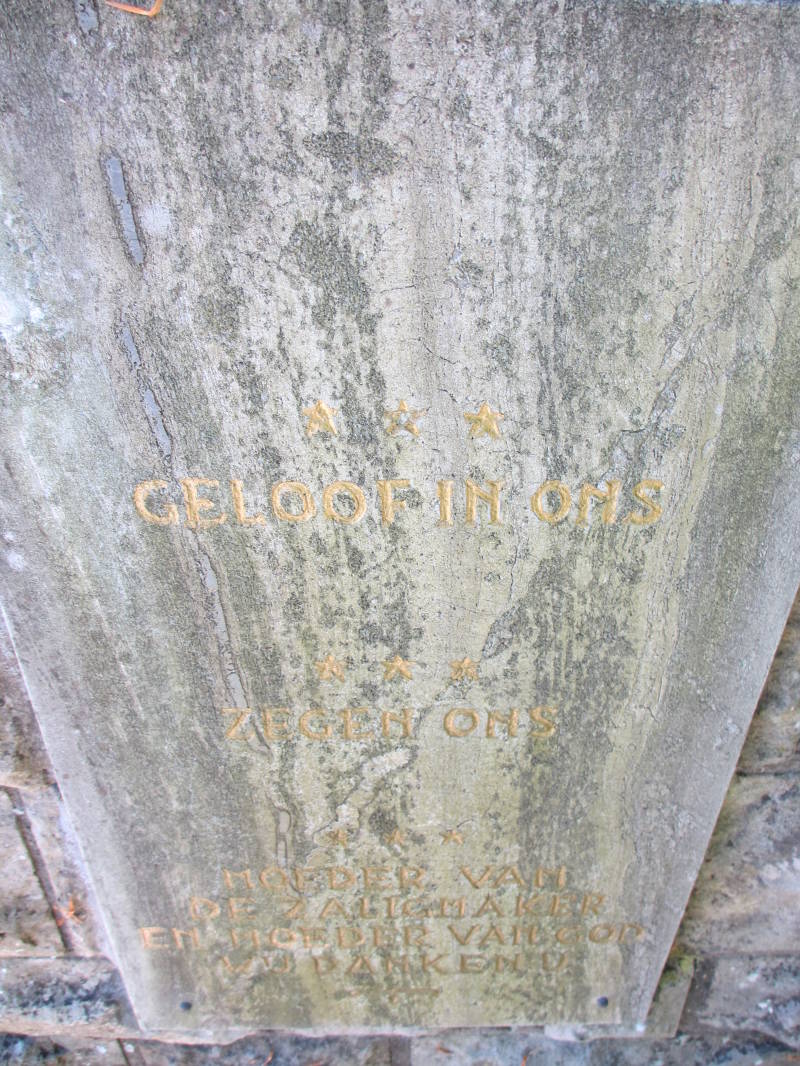 GELOOF IN ONS
ZEGEN ONS
MOEDER VAN
DE ZALIGMAKER
EN MOEDER VAN GOD
WIJ DANKEN U